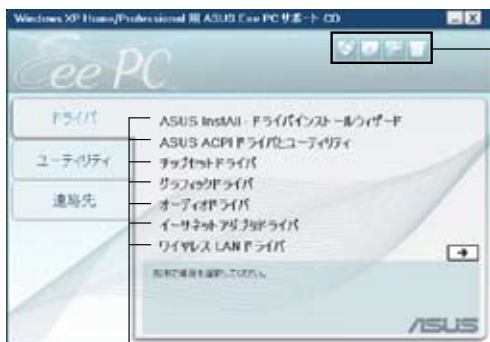 Windows XP Home/Professional 用 ASUS Eee PC サポート CD
Eee PC
ドライバ
ユーティリティ
連絡先
ASUS InstAll - ドライバインストールウィザード
ASUS ACPI ドライバとユーティリティ
チップセットドライバ
グラフィックドライバ
オーディオドライバ
イーサネットアダプタドライバ
ワイヤレス LAN ドライバ
ASUS